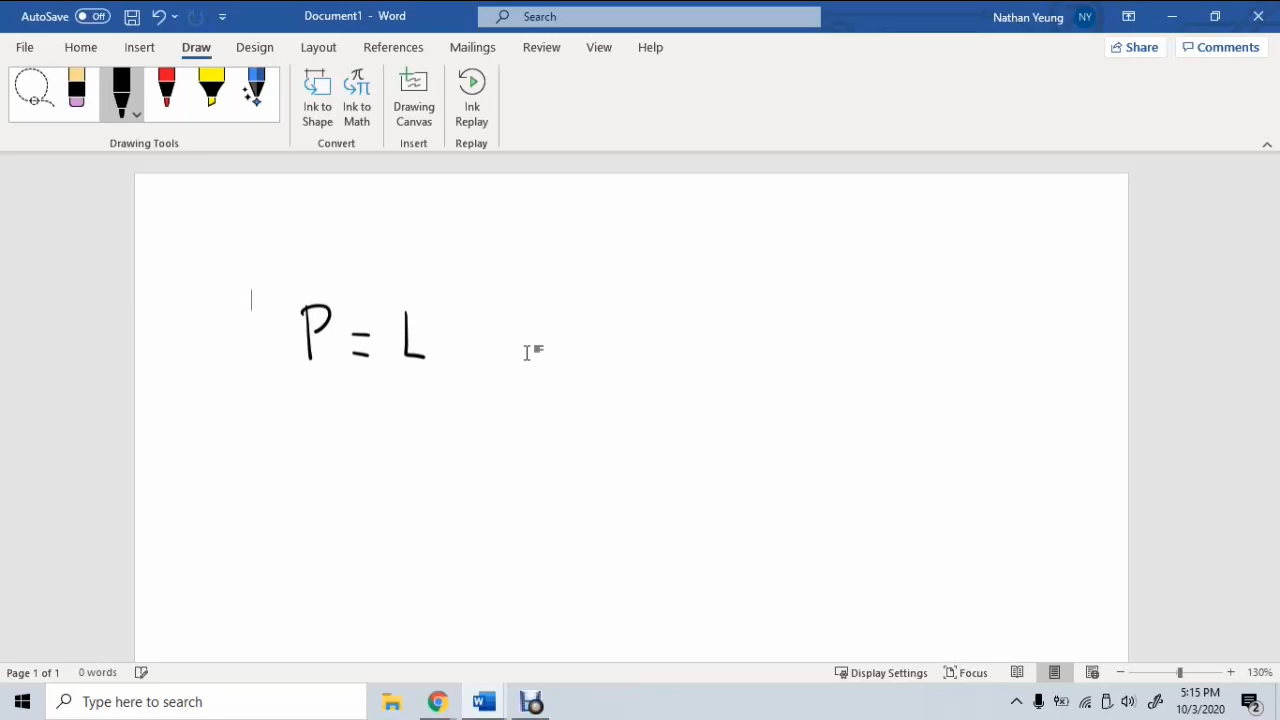 AutoSave Off Document1 - Word Search Nathan Yeung NY
File Home Insert Draw Design Layout References Mailings Review View Help Share Comments
Ink to Shape Ink to Math Drawing Canvas Ink Replay
Drawing Tools Convert Insert Replay
P = L
Page 1 of 1 0 words Display Settings Focus 130%
Type here to search 5:15 PM
10/3/2020 2